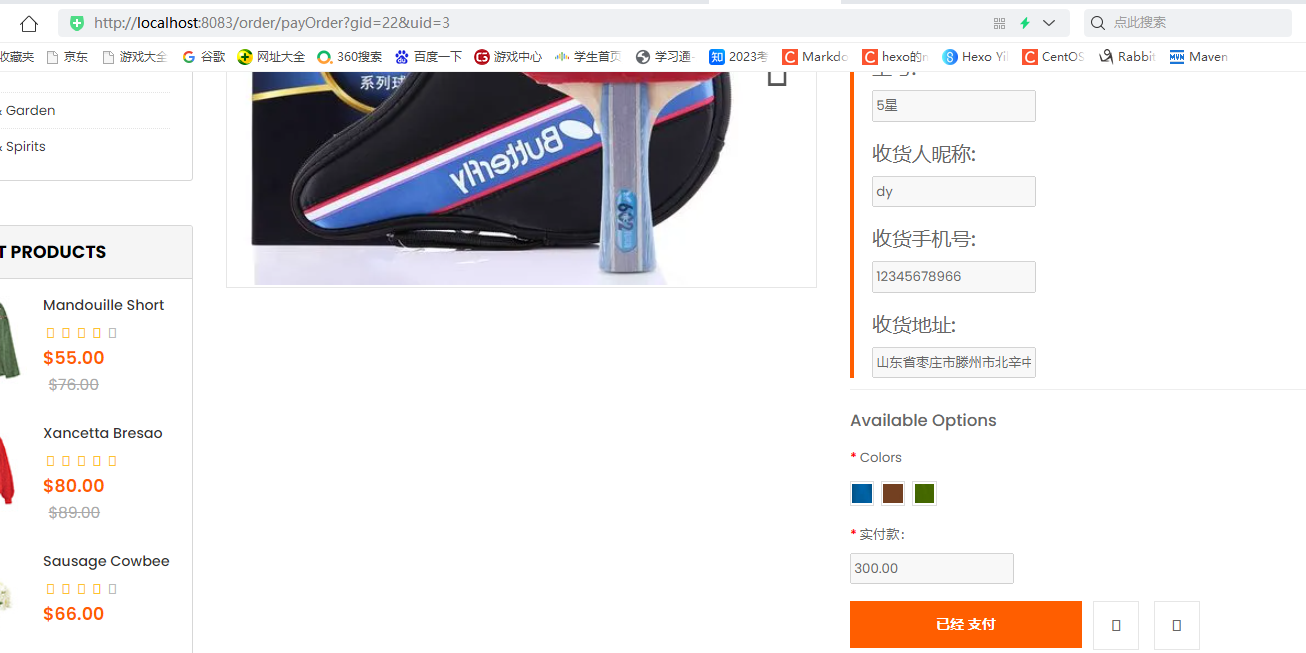 http://localhost:8083/order/payOrder?gid=22&uid=3
点此搜索
收藏夹 京东 游戏大全 谷歌 网址大全 360搜索 百度一下 游戏中心 学生首页 学习通- 2023考 Markdo hexo的n Hexo Yil CentOS Rabbit Maven
& Garden
& Spirits
T PRODUCTS
Mandouille Short
$55.00
$76.00
Xancetta Bresao
$80.00
$89.00
Sausage Cowbee
$66.00
系列球
Butterfly
602
5星
收货人昵称:
dy
收货手机号:
12345678966
收货地址:
山东省枣庄市滕州市北辛中
Available Options
* Colors
* 实付款:
300.00
已经 支付